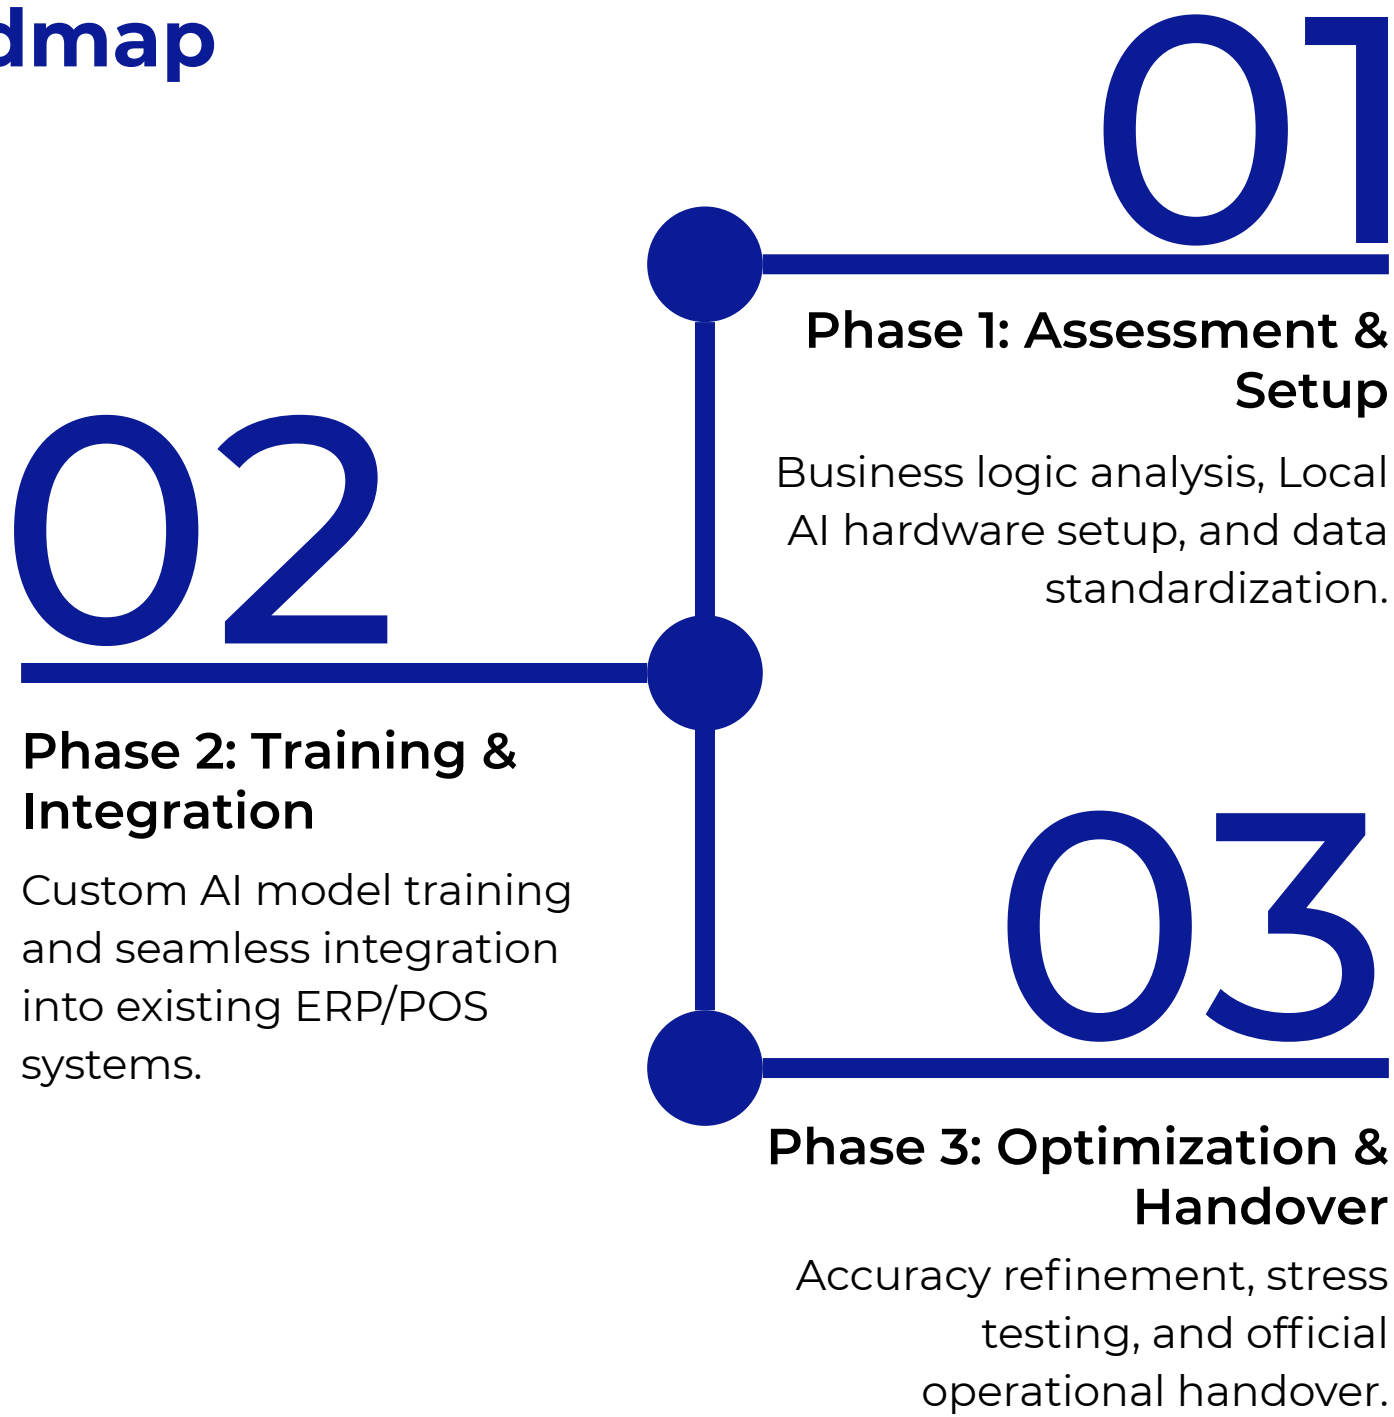 dmap
01
Phase 1: Assessment &
Setup
Business logic analysis, Local
AI hardware setup, and data
standardization.
02
Phase 2: Training &
Integration
Custom AI model training
and seamless integration
into existing ERP/POS
systems.
03
Phase 3: Optimization &
Handover
Accuracy refinement, stress
testing, and official
operational handover.